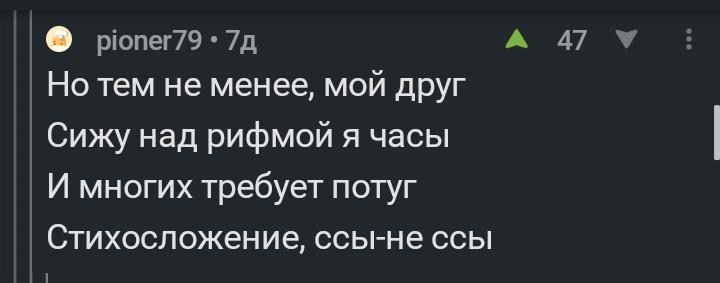 pioner79 • 7д 47
Но тем не менее, мой друг
Сижу над рифмой я часы
И многих требует потуг
Стихосложение, ссы-не ссы